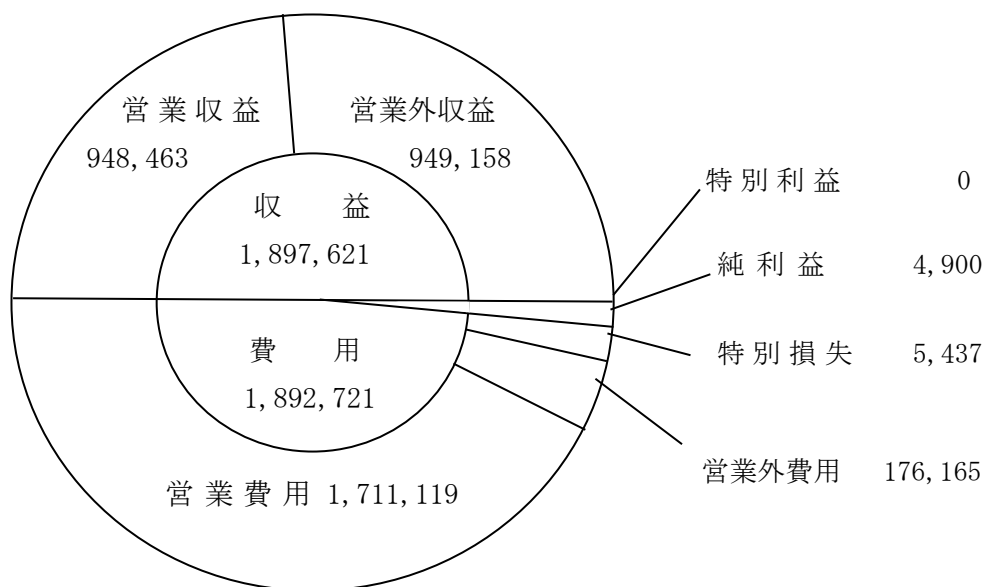 営業収益
948,463
営業外収益
949,158
収益
1,897,621
特別利益 0
純利益 4,900
費用
1,892,721
特別損失 5,437
営業外費用 176,165
営業費用 1,711,119